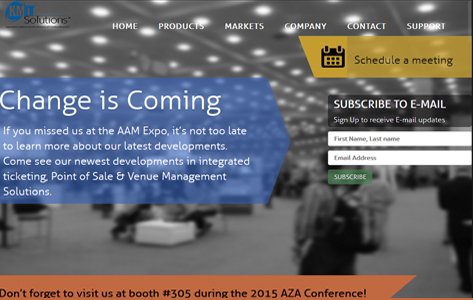 Solutions
HOME PRODUCTS MARKETS COMPANY CONTACT SUPPORT
Schedule a meeting
Change is Coming
If you missed us at the AAM Expo, it's not too late
to learn more about our latest developments.
Come see our newest developments in integrated
ticketing, Point of Sale & Venue Management
Solutions.
SUBSCRIBE TO E-MAIL
Sign Up to receive E-mail updates
First Name, Last name
Email Address
SUBSCRIBE
Don't forget to visit us at booth #305 during the 2015 AZA Conference!